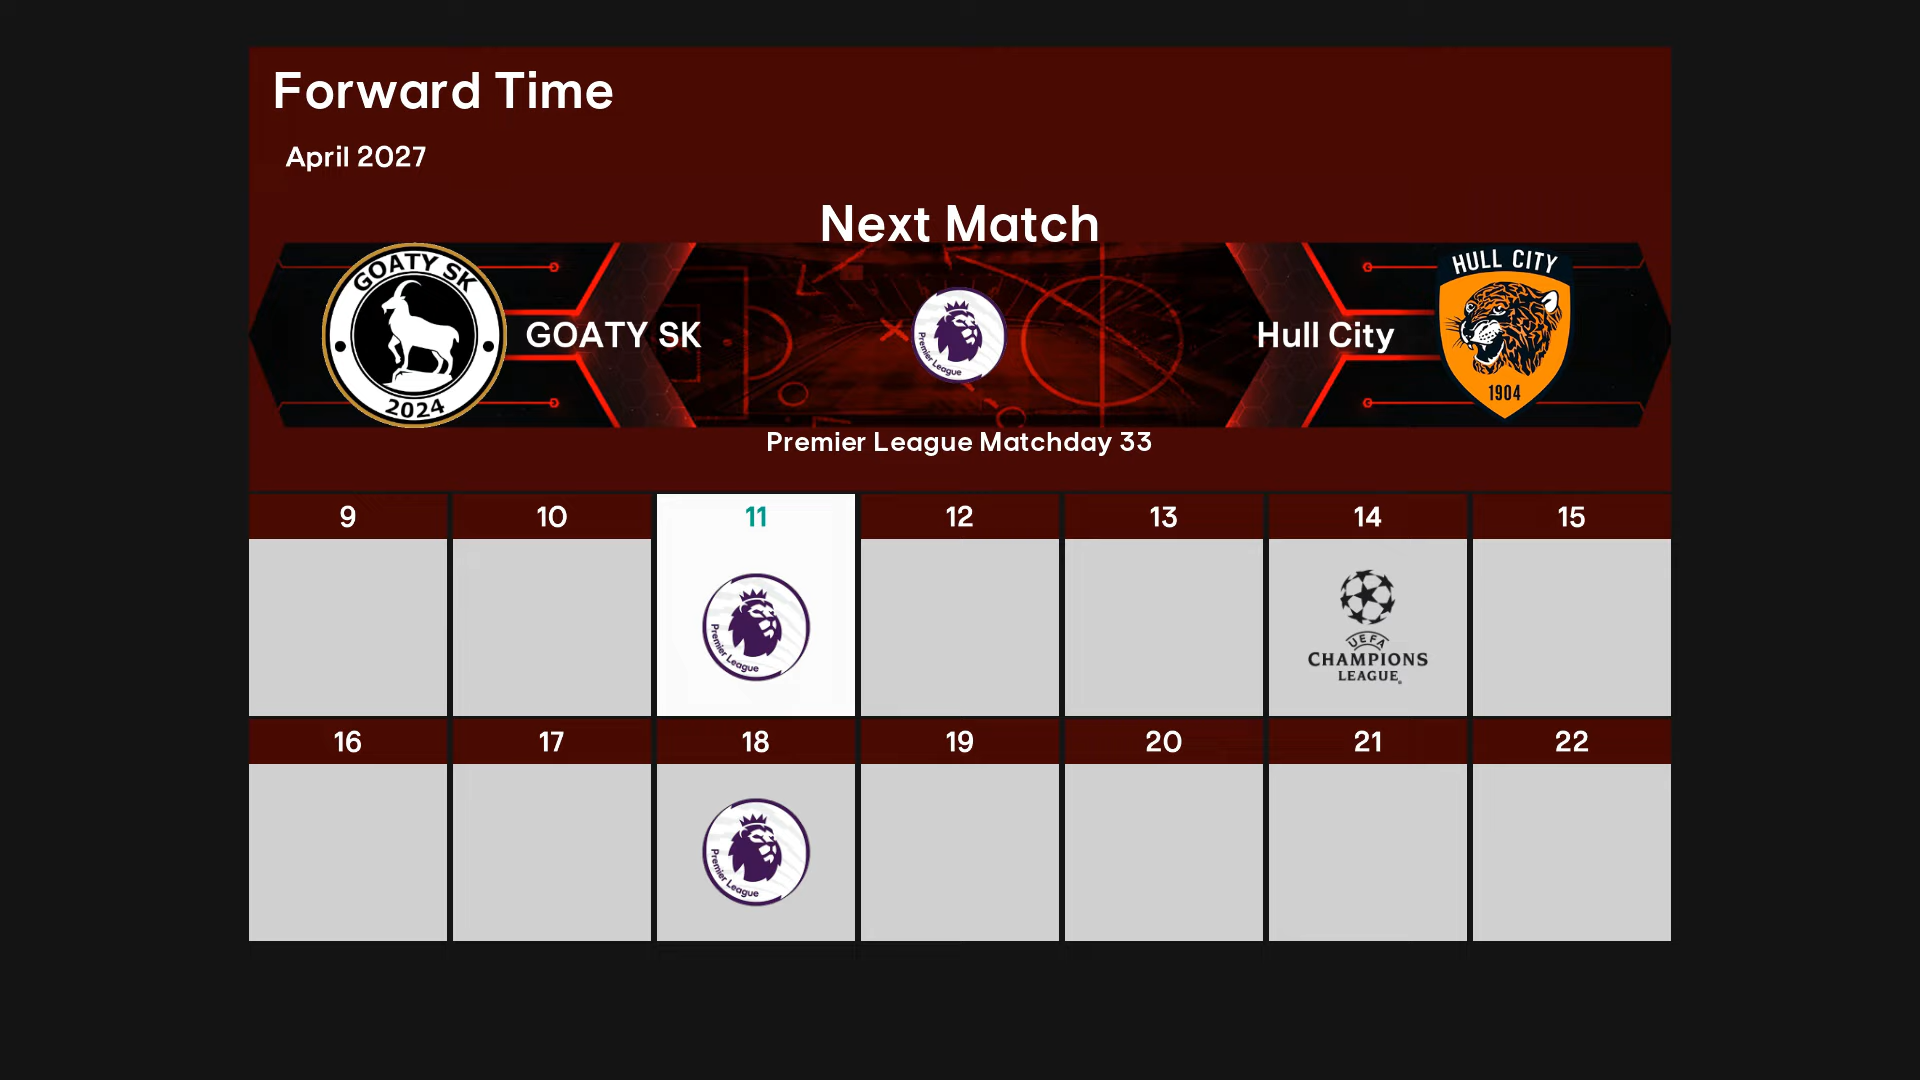 Forward Time
April 2027
Next Match
GOATY SK
2024
GOATY SK
Premier League
Hull City
HULL CITY
1904
Premier League Matchday 33
9 10 11 12 13 14 15
Premier League
UEFA
CHAMPIONS
LEAGUE
16 17 18 19 20 21 22
Premier League